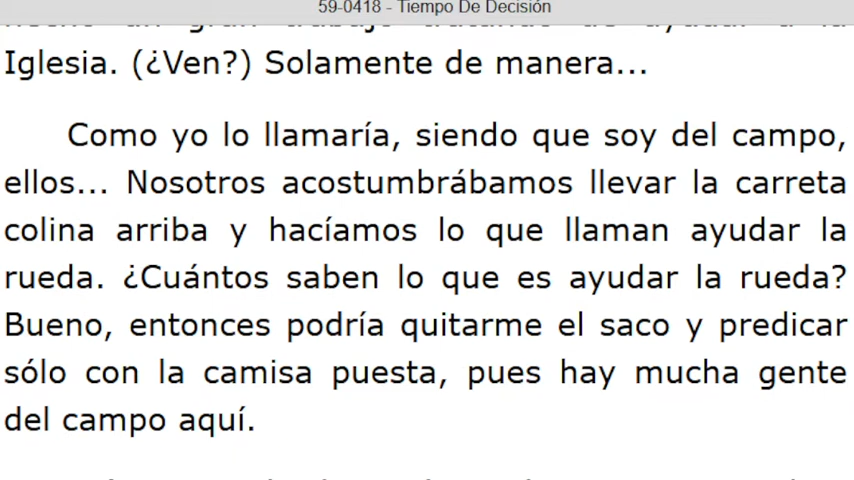 59-0418 - Tiempo De Decisión
Iglesia. (¿Ven?) Solamente de manera...
Como yo lo llamaría, siendo que soy del campo,
ellos... Nosotros acostumbrábamos llevar la carreta
colina arriba y hacíamos lo que llaman ayudar la
rueda. ¿Cuántos saben lo que es ayudar la rueda?
Bueno, entonces podría quitarme el saco y predicar
sólo con la camisa puesta, pues hay mucha gente
del campo aquí.